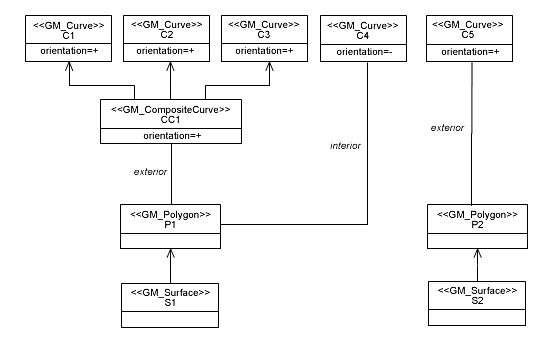 <<GM_Curve>>
C1
orientation=+
<<GM_Curve>>
C2
orientation=+
<<GM_Curve>>
C3
orientation=+
<<GM_Curve>>
C4
orientation=-
<<GM_Curve>>
C5
orientation=+
<<GM_CompositeCurve>>
CC1
orientation=+
exterior
interior
exterior
<<GM_Polygon>>
P1
<<GM_Polygon>>
P2
<<GM_Surface>>
S1
<<GM_Surface>>
S2